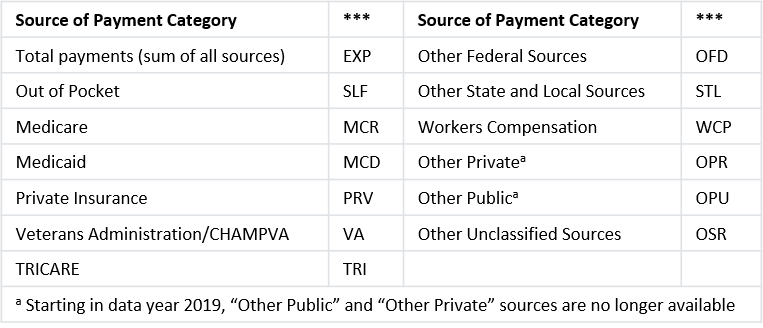 Source of Payment Category *** Source of Payment Category ***
Total payments (sum of all sources) EXP Other Federal Sources OFD
Out of Pocket SLF Other State and Local Sources STL
Medicare MCR Workers Compensation WCP
Medicaid MCD Other Privateᵃ OPR
Private Insurance PRV Other Publicᵃ OPU
Veterans Administration/CHAMPVA VA Other Unclassified Sources OSR
TRICARE TRI
ᵃ Starting in data year 2019, “Other Public” and “Other Private” sources are no longer available